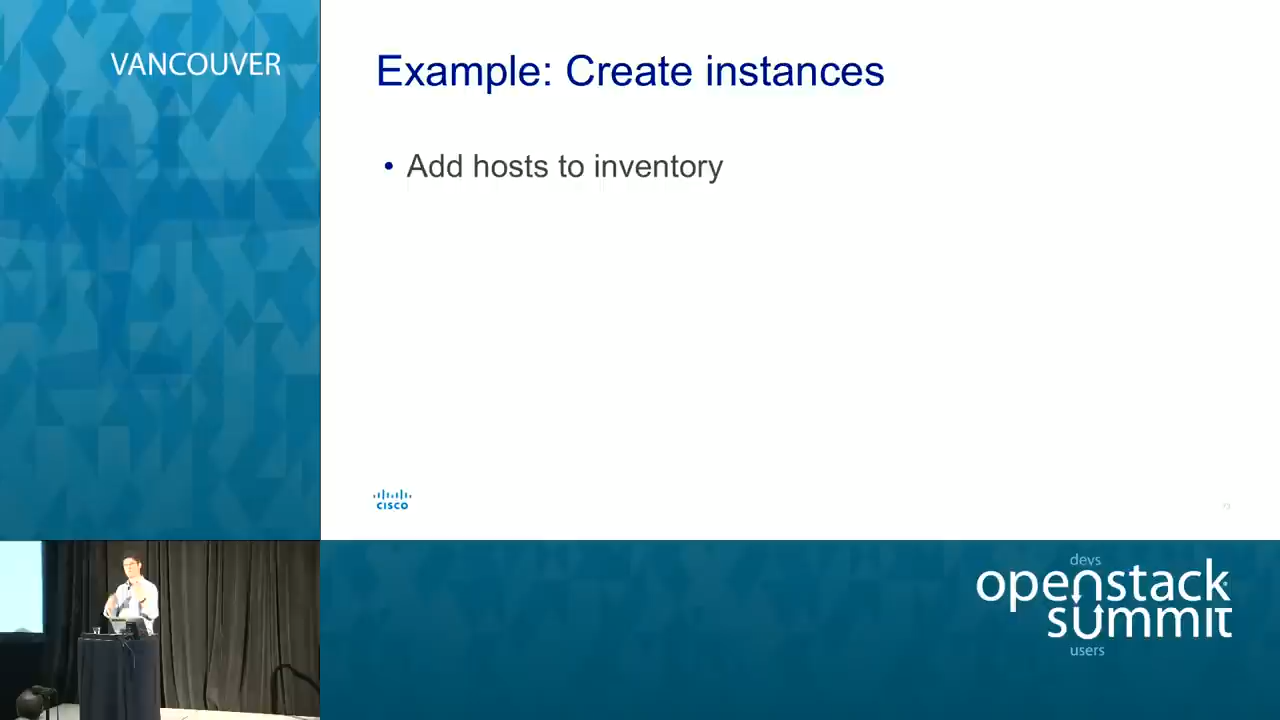 VANCOUVER
Example: Create instances
• Add hosts to inventory
CISCO
devs
openstack
summit
users